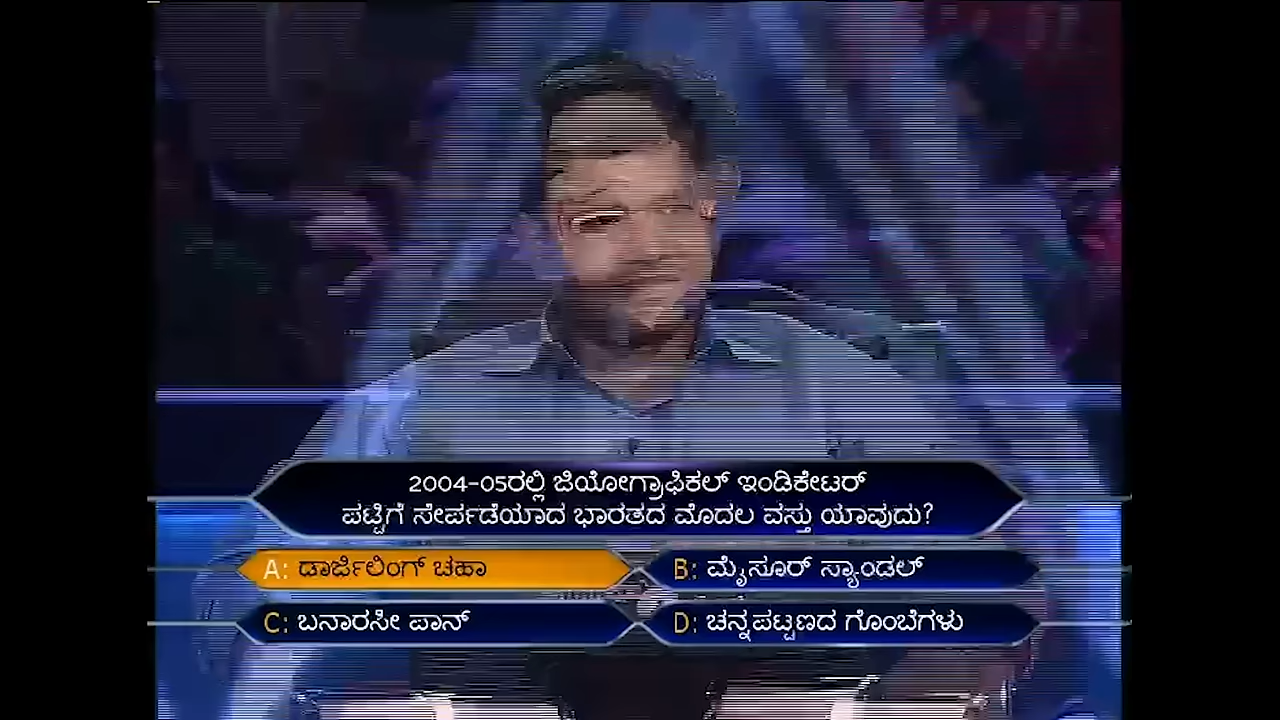 2004-05ರಲ್ಲಿ ಜಿಯೋಗ್ರಾಫಿಕಲ್ ಇಂಡಿಕೇಟರ್
ಪಟ್ಟಿಗೆ ಸೇರ್ಪಡೆಯಾದ ಭಾರತದ ಮೊದಲ ವಸ್ತು ಯಾವುದು?
A: ಡಾರ್ಜಿಲಿಂಗ್ ಚಹಾ
B: ಮೈಸೂರ್ ಸ್ಯಾಂಡಲ್
C: ಬನಾರಸೀ ಪಾನ್
D: ಚನ್ನಪಟ್ಟಣದ ಗೊಂಬೆಗಳು